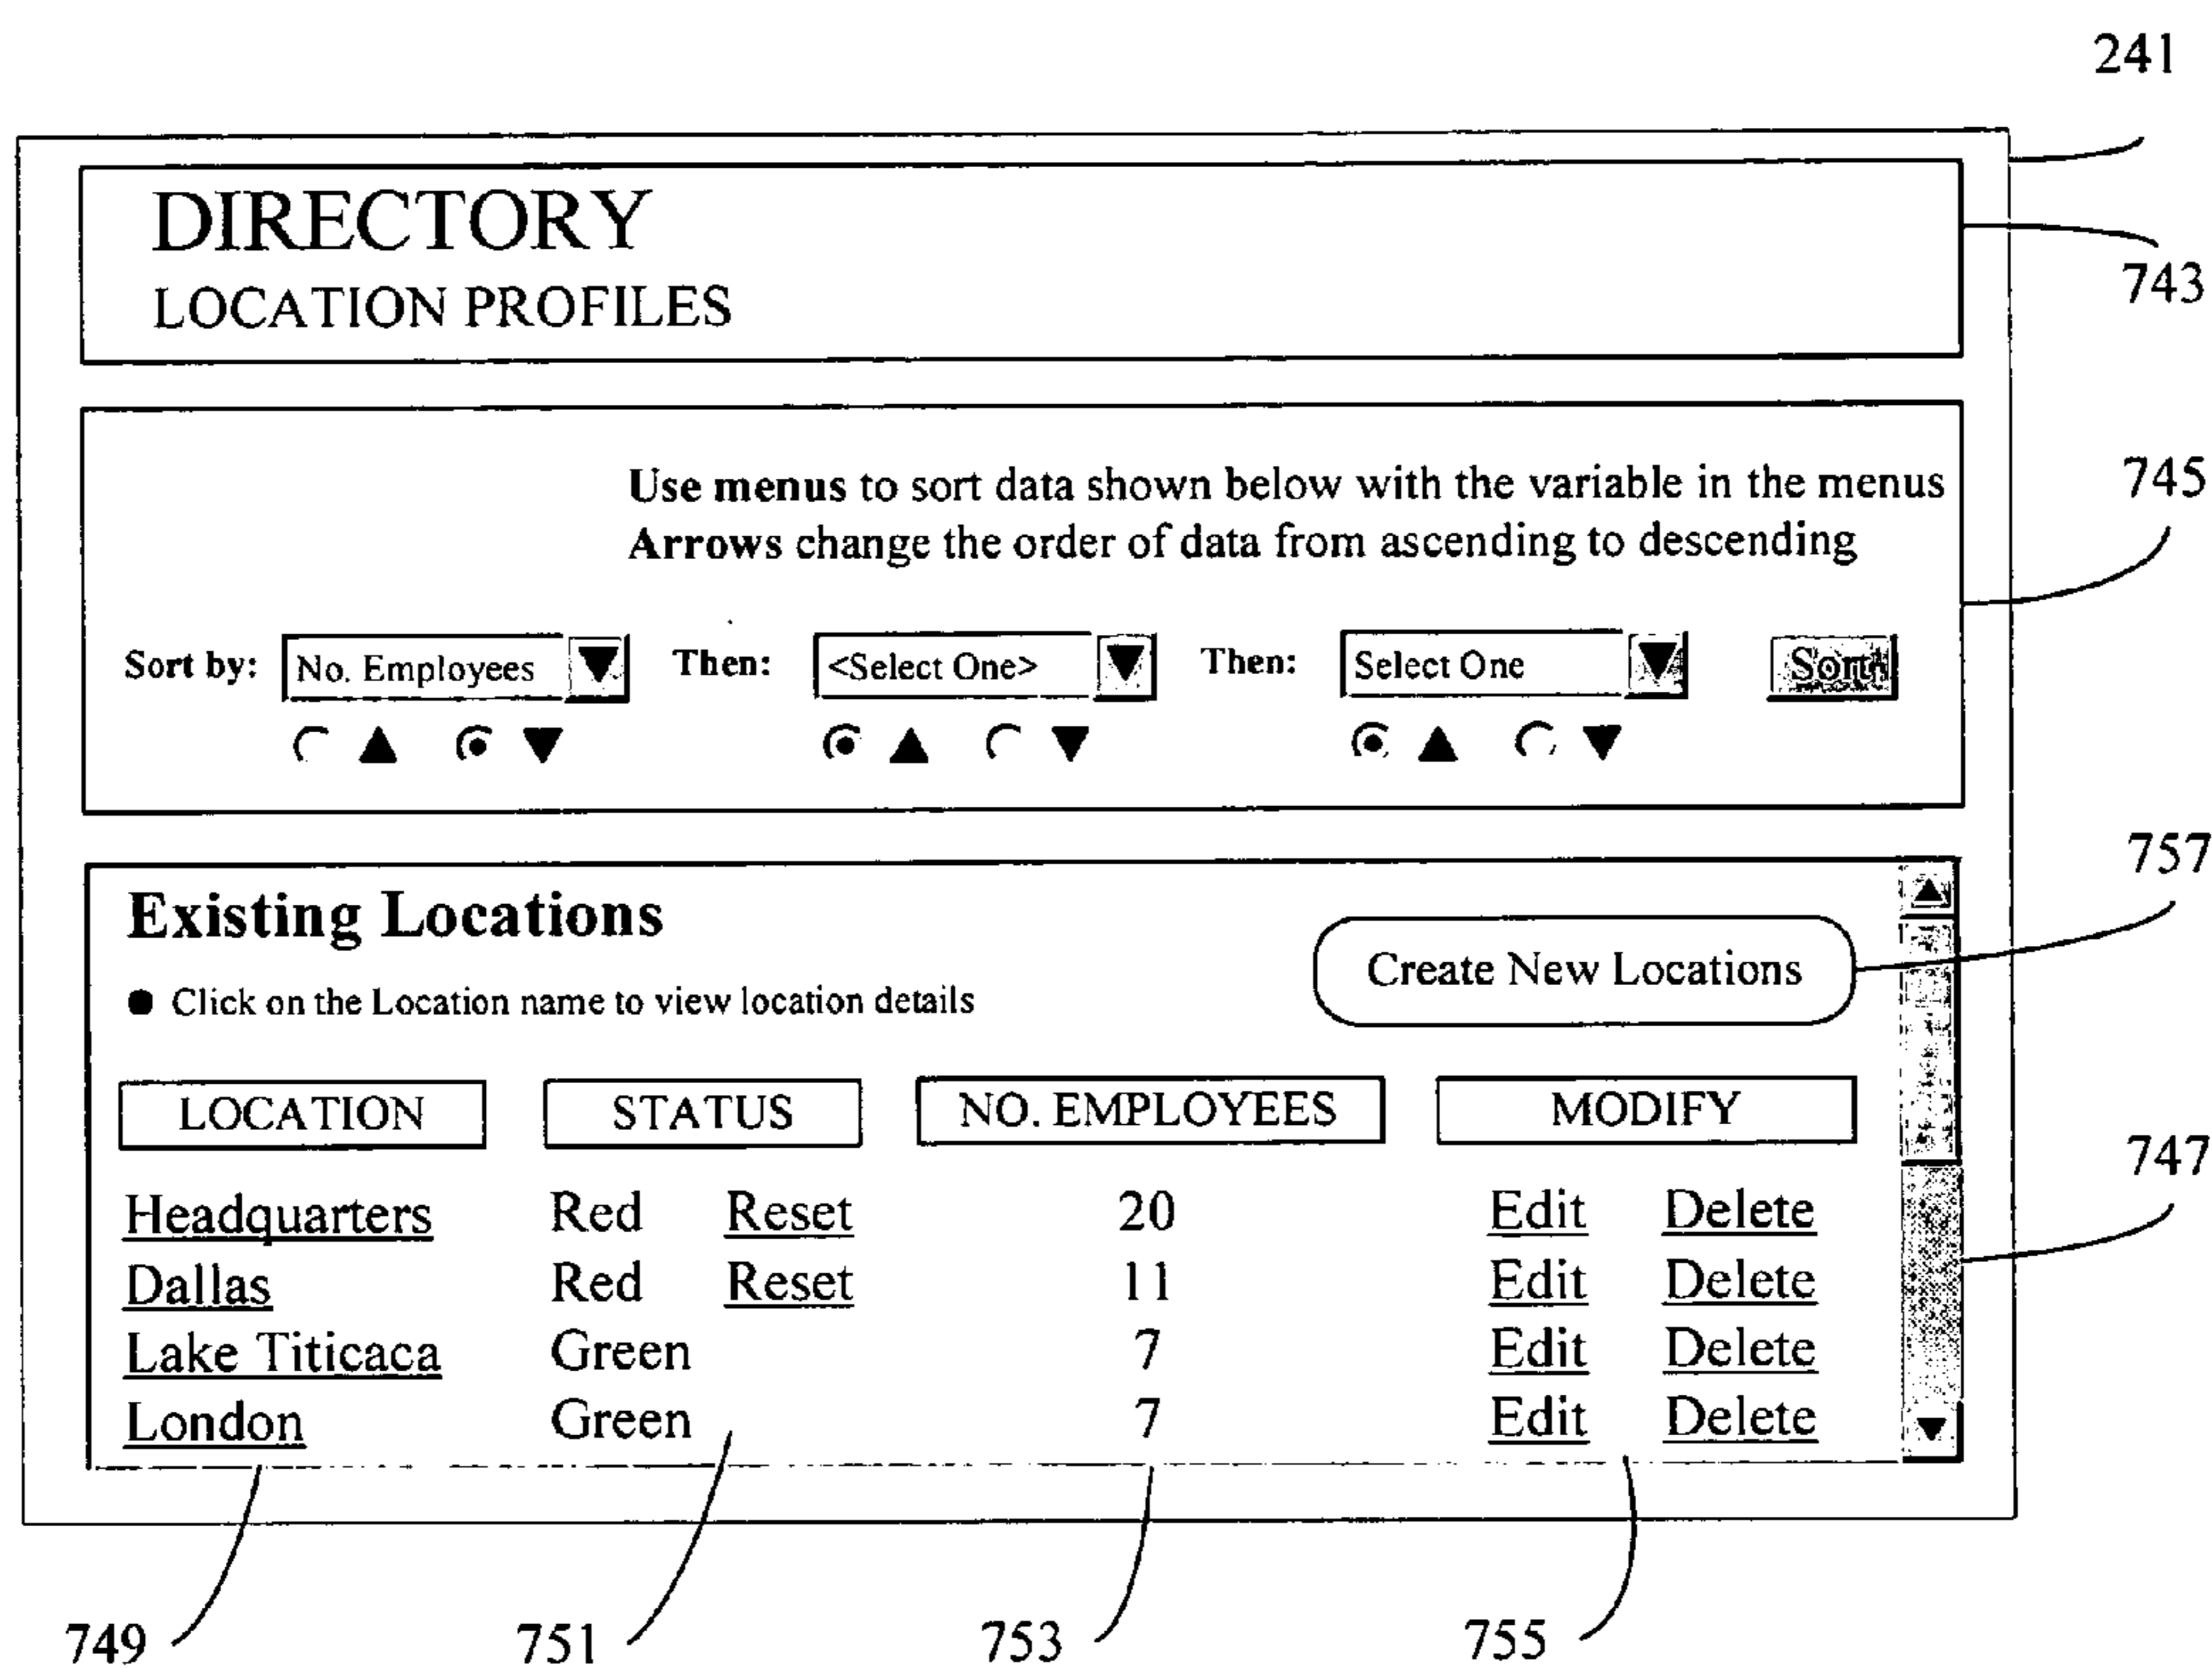 241
DIRECTORY
LOCATION PROFILES
743
Use menus to sort data shown below with the variable in the menus
Arrows change the order of data from ascending to descending
745
Sort by: No. Employees Then: <Select One> Then: Select One Sort
757
Existing Locations
Create New Locations
● Click on the Location name to view location details
LOCATION STATUS NO. EMPLOYEES MODIFY
747
Headquarters Red Reset 20 Edit Delete
Dallas Red Reset 11 Edit Delete
Lake Titicaca Green 7 Edit Delete
London Green 7 Edit Delete
749 751 753 755